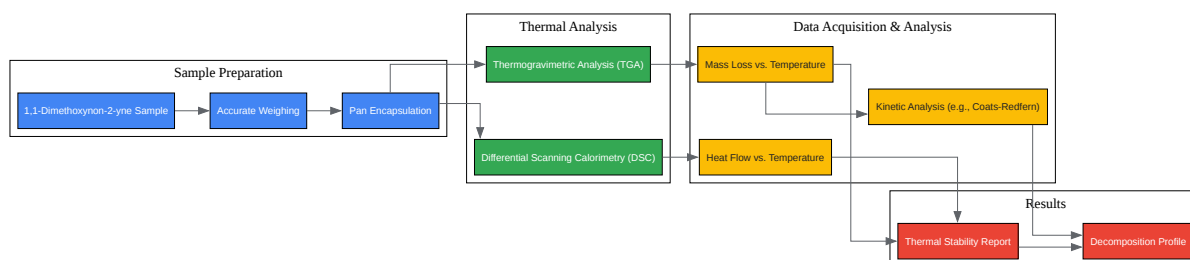 Sample Preparation
1,1-Dimethoxynon-2-yne Sample
Accurate Weighing
Pan Encapsulation
Thermal Analysis
Thermogravimetric Analysis (TGA)
Differential Scanning Calorimetry (DSC)
Data Acquisition & Analysis
Mass Loss vs. Temperature
Kinetic Analysis (e.g., Coats-Redfern)
Heat Flow vs. Temperature
Results
Thermal Stability Report
Decomposition Profile